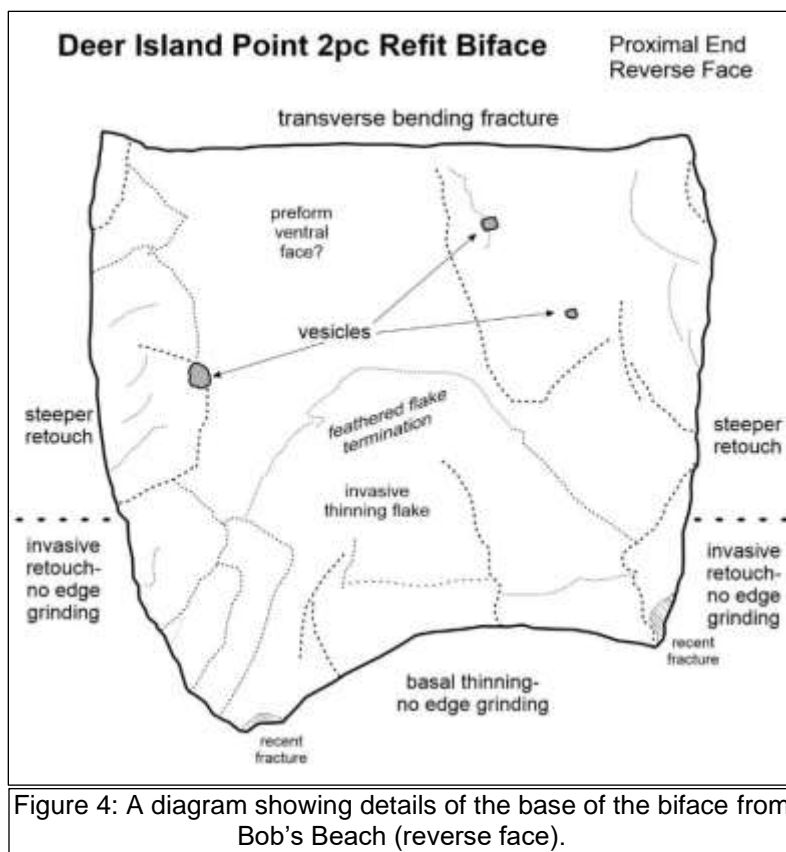 Deer Island Point 2pc Refit Biface
Proximal End
Reverse Face
transverse bending fracture
preform
ventral
face?
vesicles
feathered flake
termination
steeper
retouch
steeper
retouch
invasive
thinning flake
invasive
retouch-
no edge
grinding
invasive
retouch-
no edge
grinding
recent
fracture
basal thinning-
no edge grinding
recent
fracture
Figure 4: A diagram showing details of the base of the biface from
Bob's Beach (reverse face).